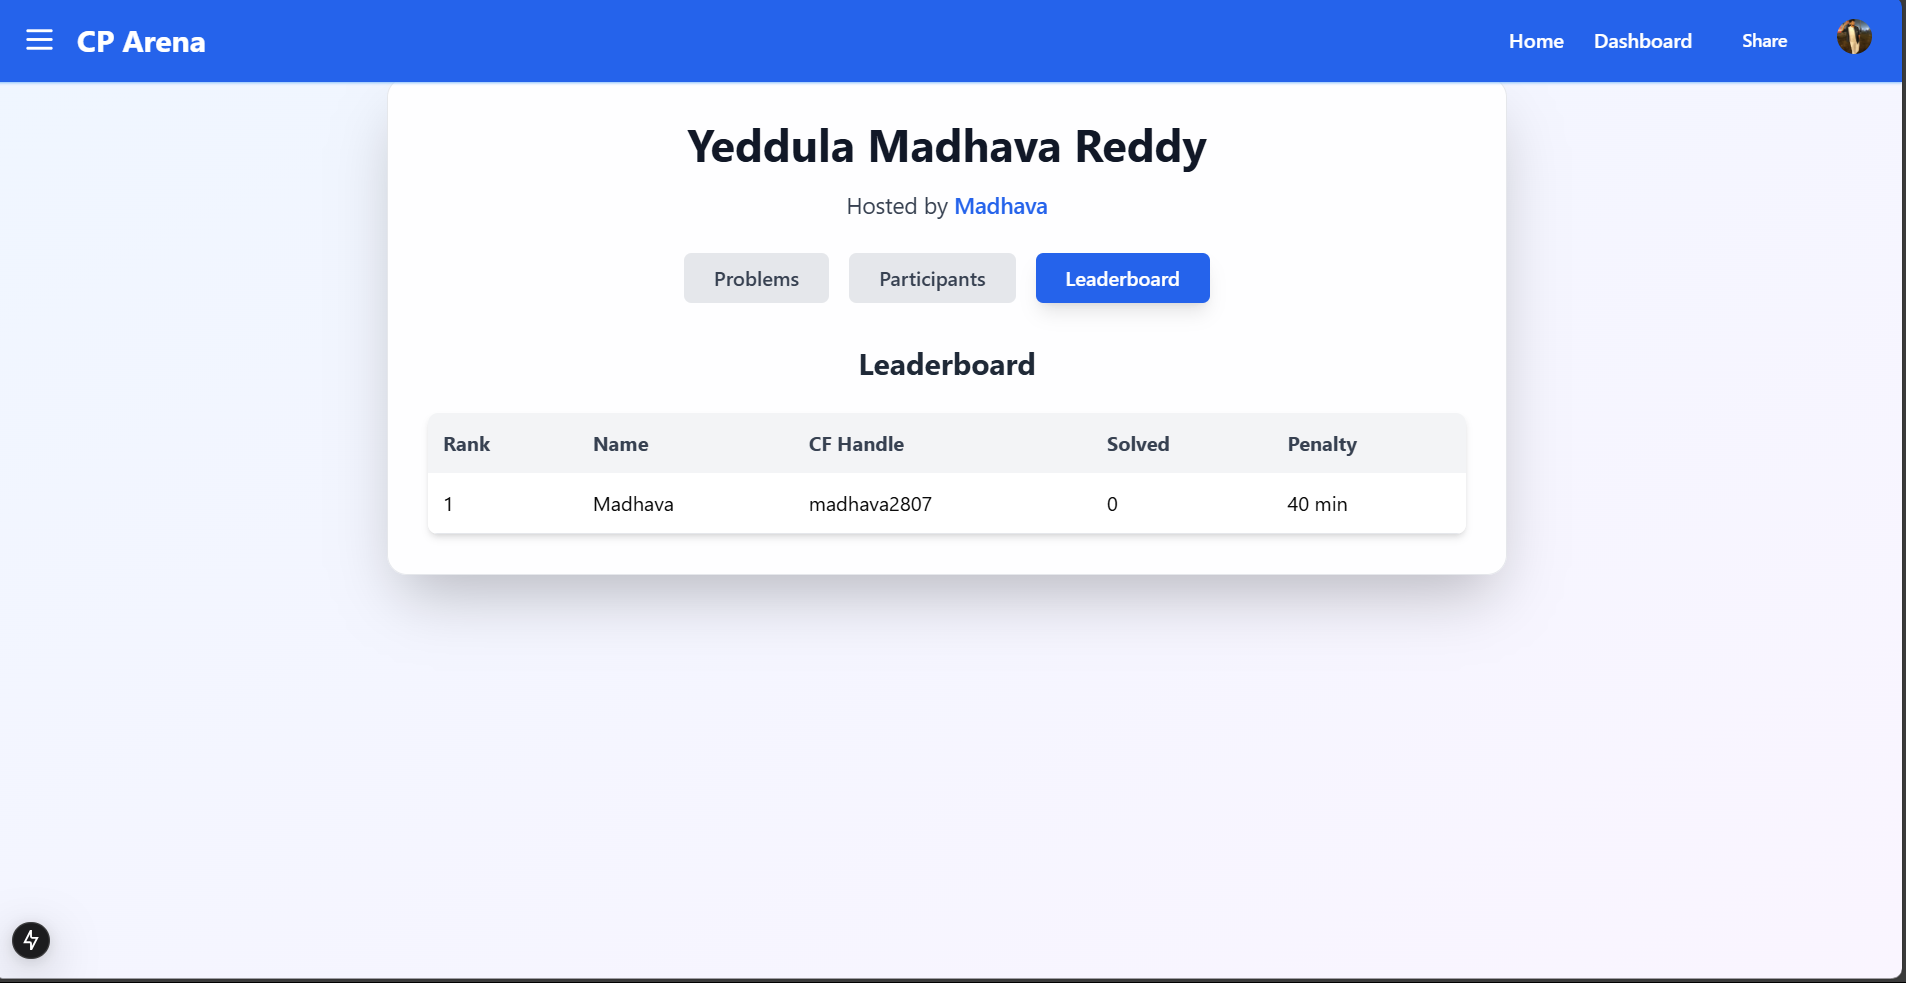 CP Arena Home Dashboard Share
Yeddula Madhava Reddy
Hosted by Madhava
Problems Participants Leaderboard
Leaderboard
Rank Name CF Handle Solved Penalty
1 Madhava madhava2807 0 40 min